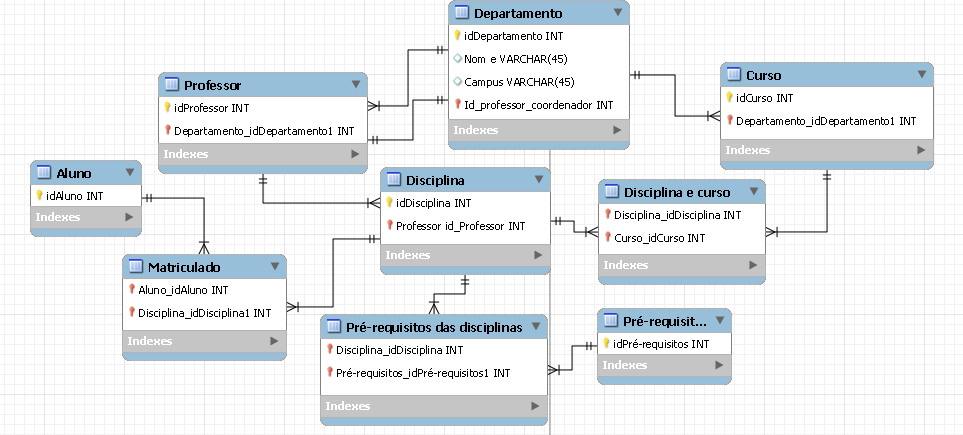 Departamento
idDepartamento INT
Nom e VARCHAR(45)
Campus VARCHAR(45)
Id_professor_coordenador INT
Indexes
Professor
idProfessor INT
Departamento_idDepartamento1 INT
Indexes
Curso
idCurso INT
Departamento_idDepartamento1 INT
Indexes
Aluno
idAluno INT
Indexes
Disciplina
idDisciplina INT
Professor id_Professor INT
Indexes
Disciplina e curso
Disciplina_idDisciplina INT
Curso_idCurso INT
Indexes
Matriculado
Aluno_idAluno INT
Disciplina_idDisciplina1 INT
Indexes
Pré-requisitos das disciplinas
Disciplina_idDisciplina INT
Pré-requisitos_idPré-requisitos1 INT
Indexes
Pré-requisit...
idPré-requisitos INT
Indexes